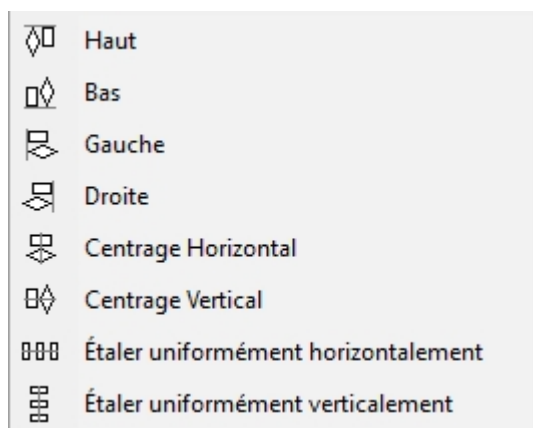 Haut
Bas
Gauche
Droite
Centrage Horizontal
Centrage Vertical
Étaler uniformément horizontalement
Étaler uniformément verticalement